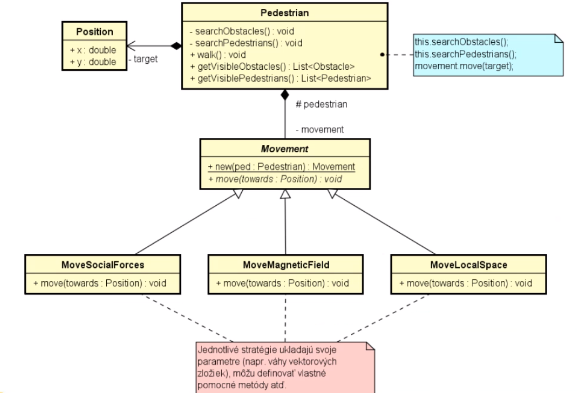 Pedestrian
- searchObstacles() : void
- searchPedestrians() : void
+ walk() : void
+ getVisibleObstacles() : List<Obstacle>
+ getVisiblePedestrians() : List<Pedestrian>
Position
+ x : double
+ y : double
- target
this.searchObstacles();
this.searchPedestrians();
movement.move(target);
# pedestrian
- movement
Movement
+ new(ped : Pedestrian) : Movement
+ move(towards : Position) : void
MoveSocialForces
+ move(towards : Position) : void
MoveMagneticField
+ move(towards : Position) : void
MoveLocalSpace
+ move(towards : Position) : void
Jednotlivé stratégie ukladajú svoje
parametre (napr. váhy vektorových
zložiek), môžu definovať vlastné
pomocné metódy atď.